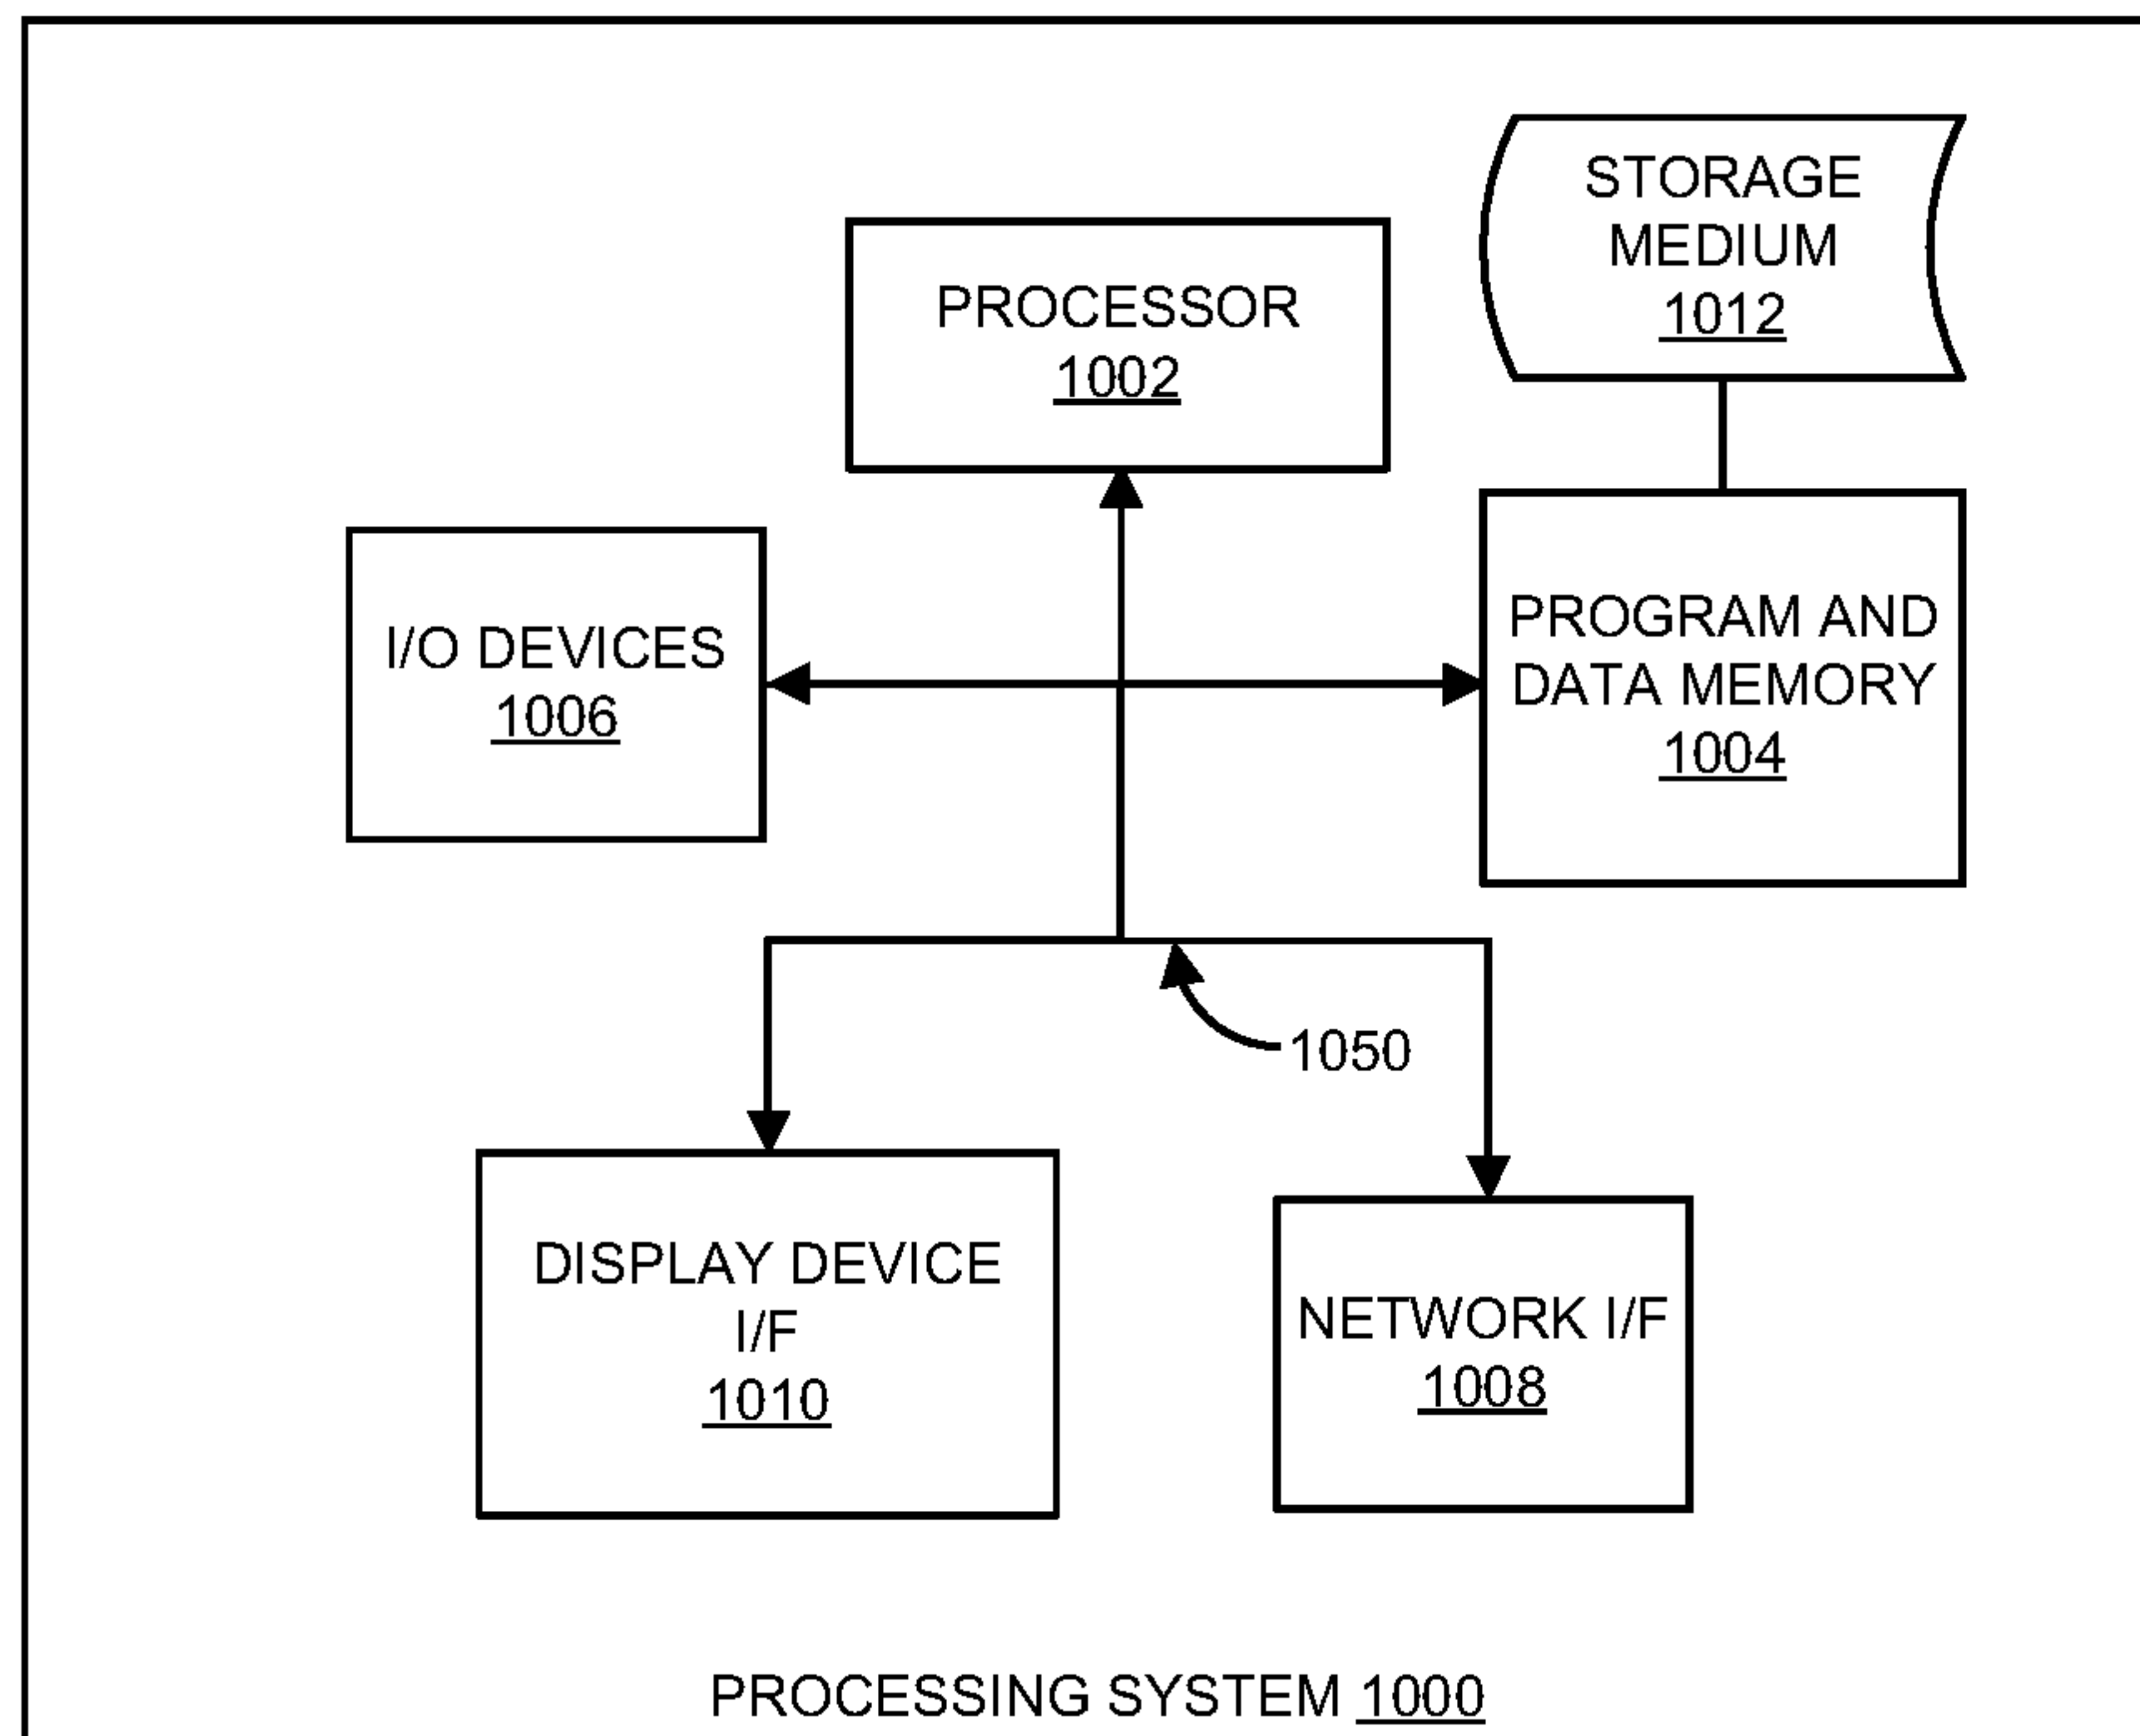 STORAGE
MEDIUM
1012
PROCESSOR
1002
I/O DEVICES
1006
PROGRAM AND
DATA MEMORY
1004
1050
DISPLAY DEVICE
I/F
1010
NETWORK I/F
1008
PROCESSING SYSTEM 1000